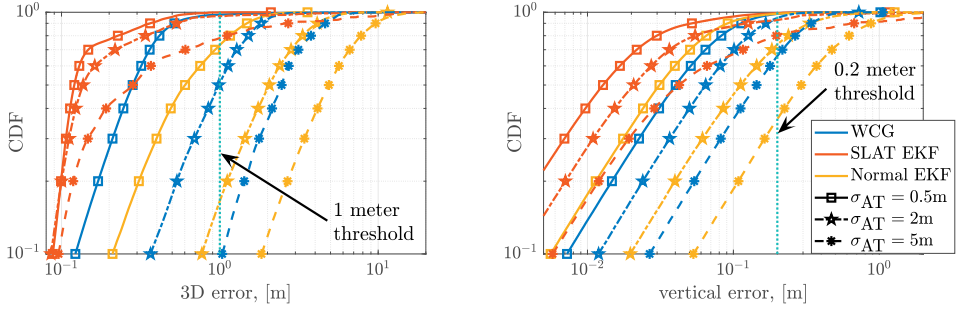 10^0
CDF
10^-1
10^-1
10^0
10^1
3D error, [m]
1 meter
threshold
10^0
CDF
10^-1
10^-2
10^-1
10^0
vertical error, [m]
0.2 meter
threshold
WCG
SLAT EKF
Normal EKF
σ_AT = 0.5m
σ_AT = 2m
σ_AT = 5m